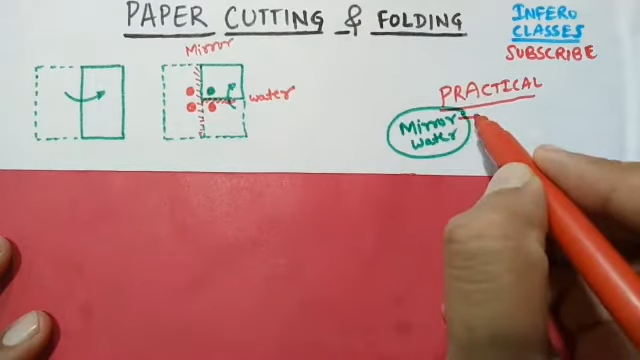 PAPER CUTTING & FOLDING
INFERO
CLASSES
SUBSCRIBE
Mirror
water
PRACTICAL
Mirror
water